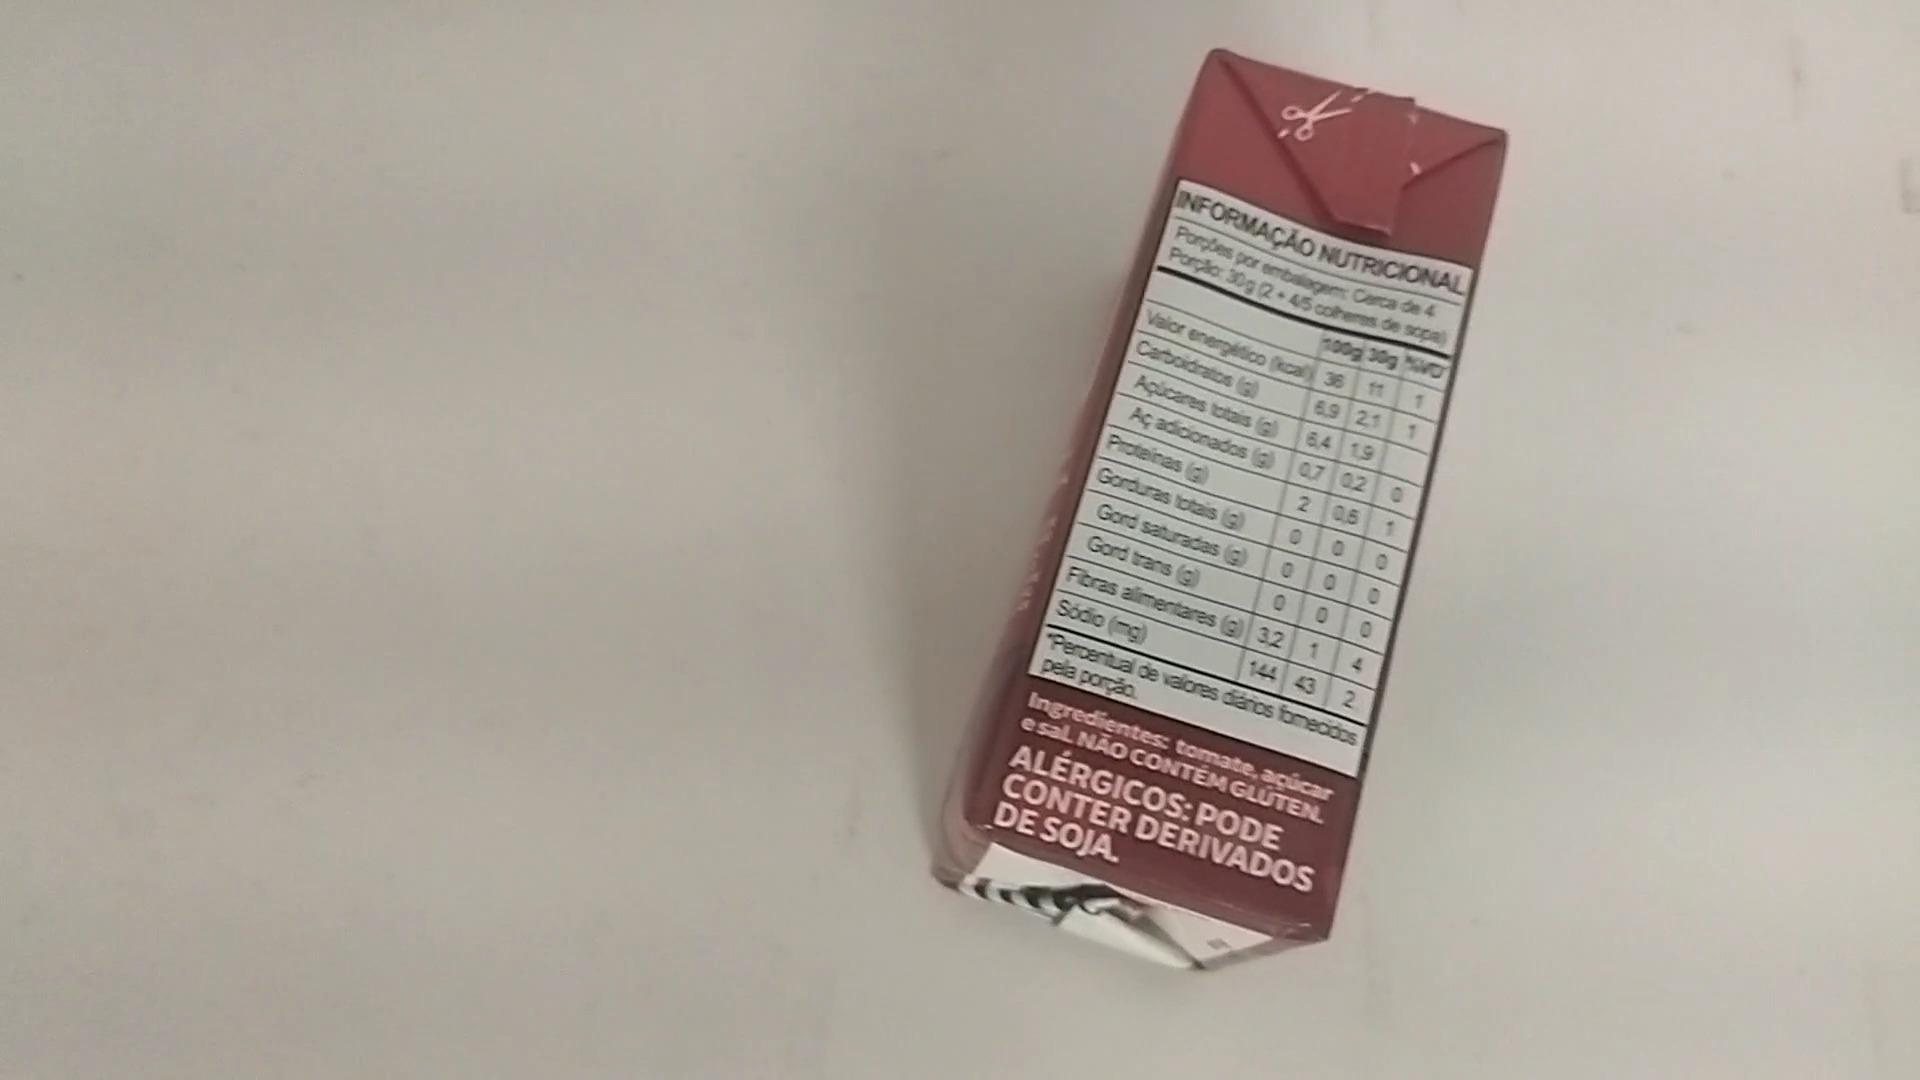 INFORMAÇÃO NUTRICIONAL
Porções por embalagem: Cerca de 4
Porção: 30g (2 + 4/5 colheres de sopa)
100g 30g %VD*
Valor energético (kcal) 36 11 1
Carboidratos (g) 6,9 2,1 1
Açúcares totais (g) 6,4 1,9
Aç adicionados (g) 0,7 0,2 0
Proteínas (g) 2 0,6 1
Gorduras totais (g) 0 0 0
Gord saturadas (g) 0 0 0
Gord trans (g) 0 0 0
Fibras alimentares (g) 3,2 1 4
Sódio (mg) 144 43 2
*Percentual de valores diários fornecidos
pela porção.
Ingredientes: tomate, açúcar
e sal. NÃO CONTÉM GLÚTEN.
ALÉRGICOS: PODE
CONTER DERIVADOS
DE SOJA.